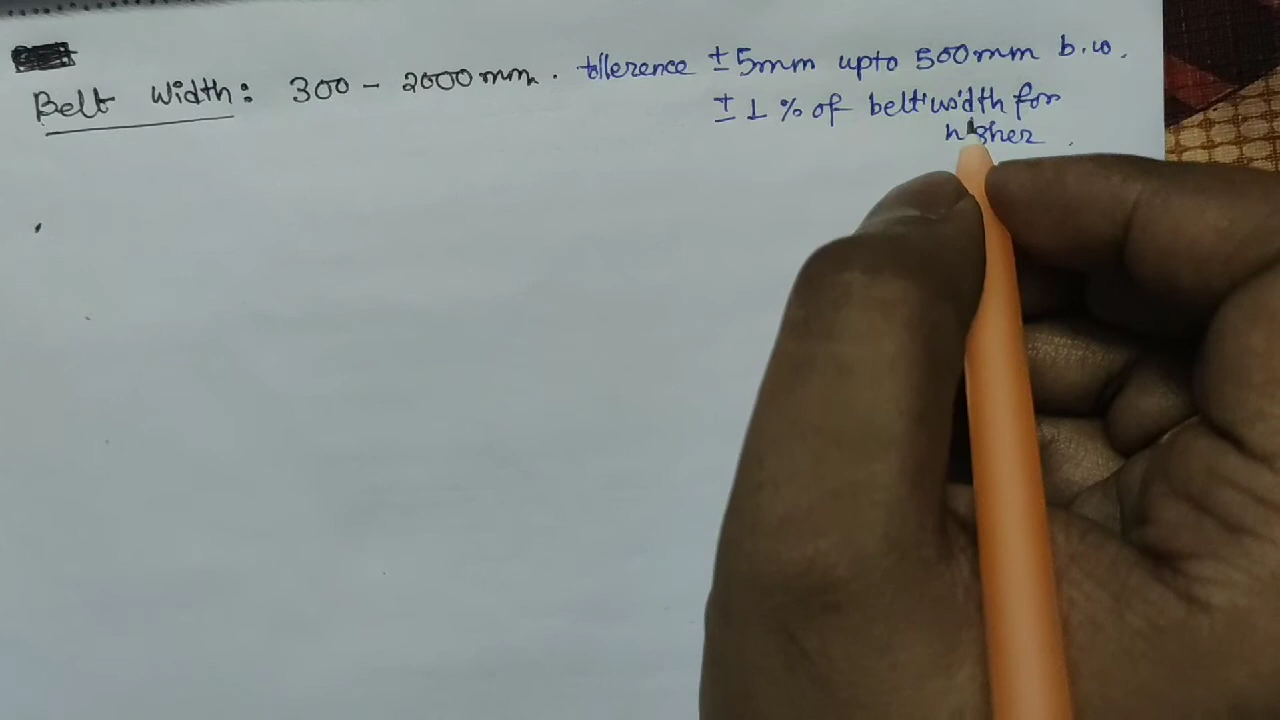 Belt Width: 300 - 2000 mm. tollerence ± 5mm upto 500mm b.w.
± 1 % of belt width for
higher.